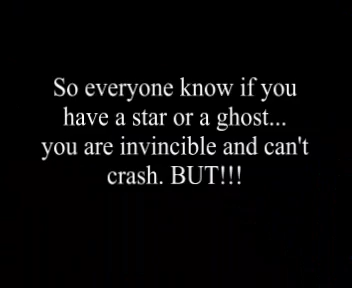 So everyone know if you
have a star or a ghost...
you are invincible and can't
crash. BUT!!!